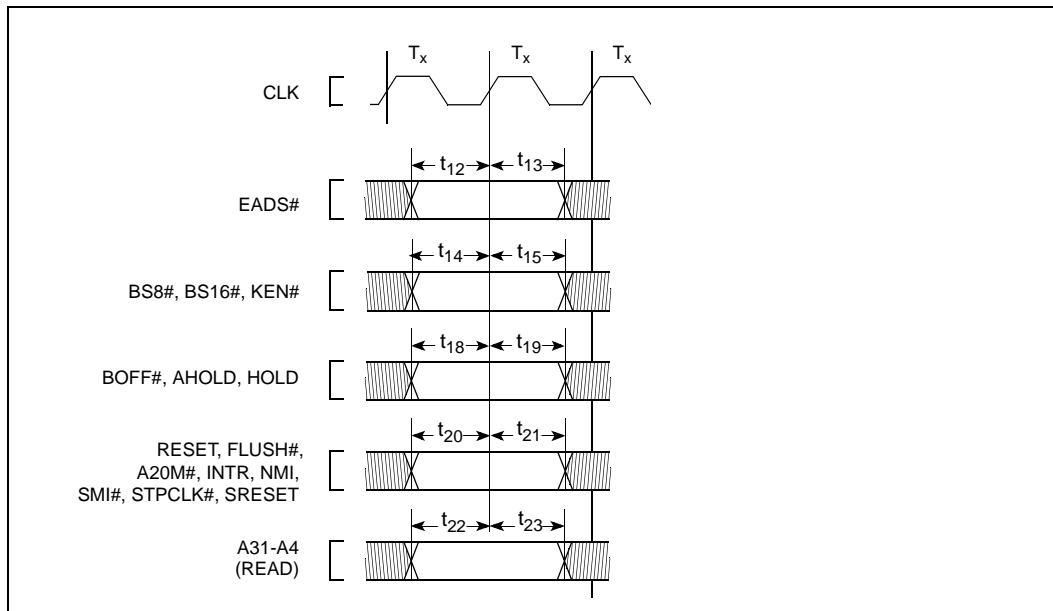 Tx Tx Tx
CLK
t12 t13
EADS#
t14 t15
BS8#, BS16#, KEN#
t18 t19
BOFF#, AHOLD, HOLD
t20 t21
RESET, FLUSH#,
A20M#, INTR, NMI,
SMI#, STPCLK#, SRESET
t22 t23
A31-A4
(READ)